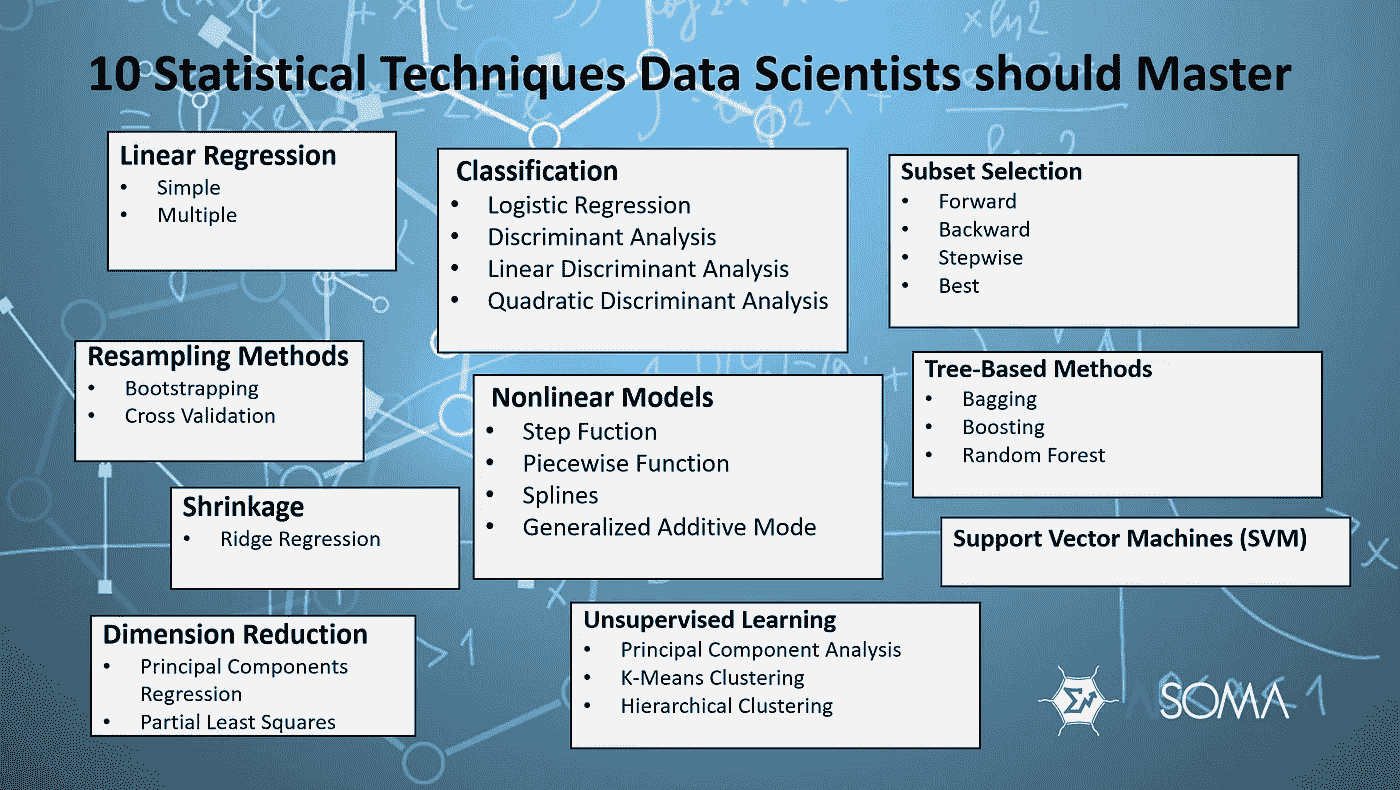 10 Statistical Techniques Data Scientists should Master
Linear Regression
• Simple
• Multiple
Classification
• Logistic Regression
• Discriminant Analysis
• Linear Discriminant Analysis
• Quadratic Discriminant Analysis
Subset Selection
• Forward
• Backward
• Stepwise
• Best
Resampling Methods
• Bootstrapping
• Cross Validation
Nonlinear Models
• Step Fuction
• Piecewise Function
• Splines
• Generalized Additive Mode
Tree-Based Methods
• Bagging
• Boosting
• Random Forest
Shrinkage
• Ridge Regression
Support Vector Machines (SVM)
Dimension Reduction
• Principal Components
Regression
• Partial Least Squares
Unsupervised Learning
• Principal Component Analysis
• K-Means Clustering
• Hierarchical Clustering
SOMA